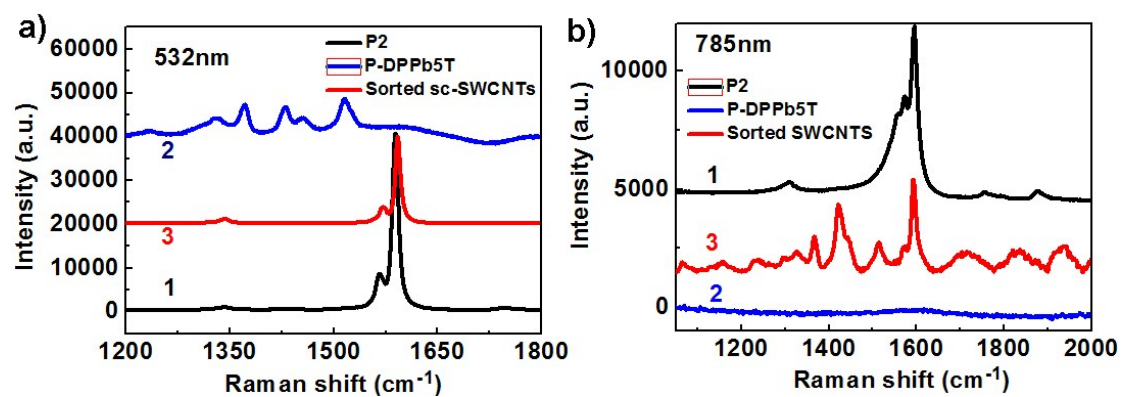 a)
60000
50000
40000
30000
20000
10000
0
Intensity (a.u.)
532nm
P2
P-DPPb5T
Sorted sc-SWCNTs
2
3
1
1200 1350 1500 1650 1800
Raman shift (cm⁻¹)
b)
10000
5000
0
Intensity (a.u.)
785nm
P2
P-DPPb5T
Sorted SWCNTS
1
3
2
1200 1400 1600 1800 2000
Raman shift (cm⁻¹)